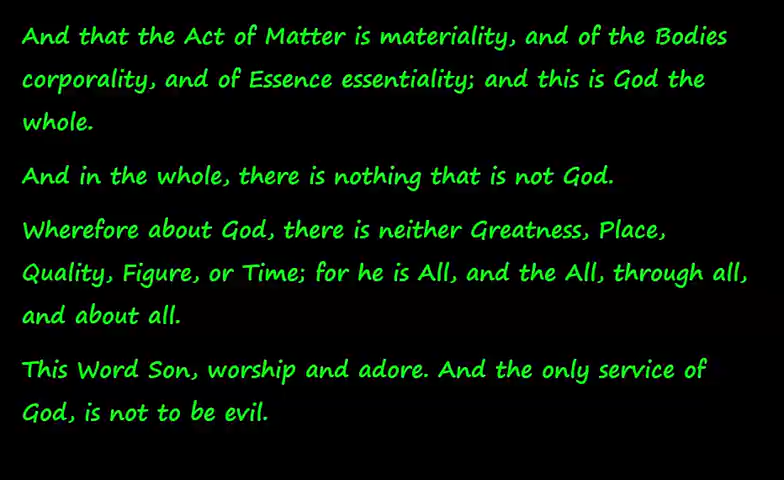 And that the Act of Matter is materiality, and of the Bodies
corporality, and of Essence essentiality; and this is God the
whole.
And in the whole, there is nothing that is not God.
Wherefore about God, there is neither Greatness, Place,
Quality, Figure, or Time; for he is All, and the All, through all,
and about all.
This Word Son, worship and adore. And the only service of
God, is not to be evil.